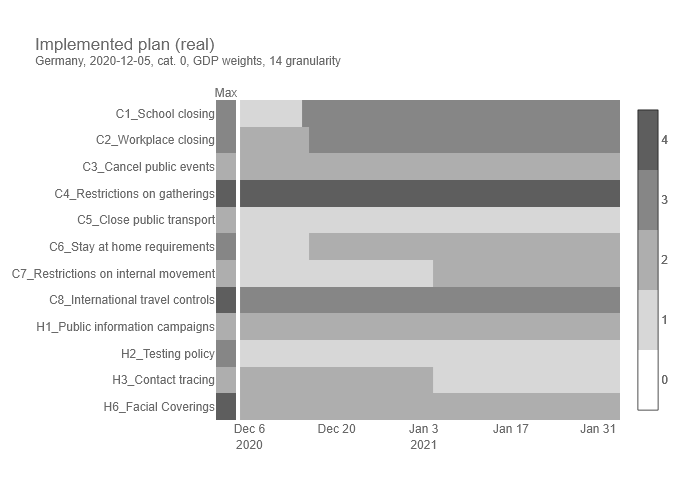 Implemented plan (real)
Germany, 2020-12-05, cat. 0, GDP weights, 14 granularity
Max
C1_School closing
C2_Workplace closing
C3_Cancel public events
C4_Restrictions on gatherings
C5_Close public transport
C6_Stay at home requirements
C7_Restrictions on internal movement
C8_International travel controls
H1_Public information campaigns
H2_Testing policy
H3_Contact tracing
H6_Facial Coverings
Dec 6 Dec 20 Jan 3 Jan 17 Jan 31
2020 2021
4
3
2
1
0